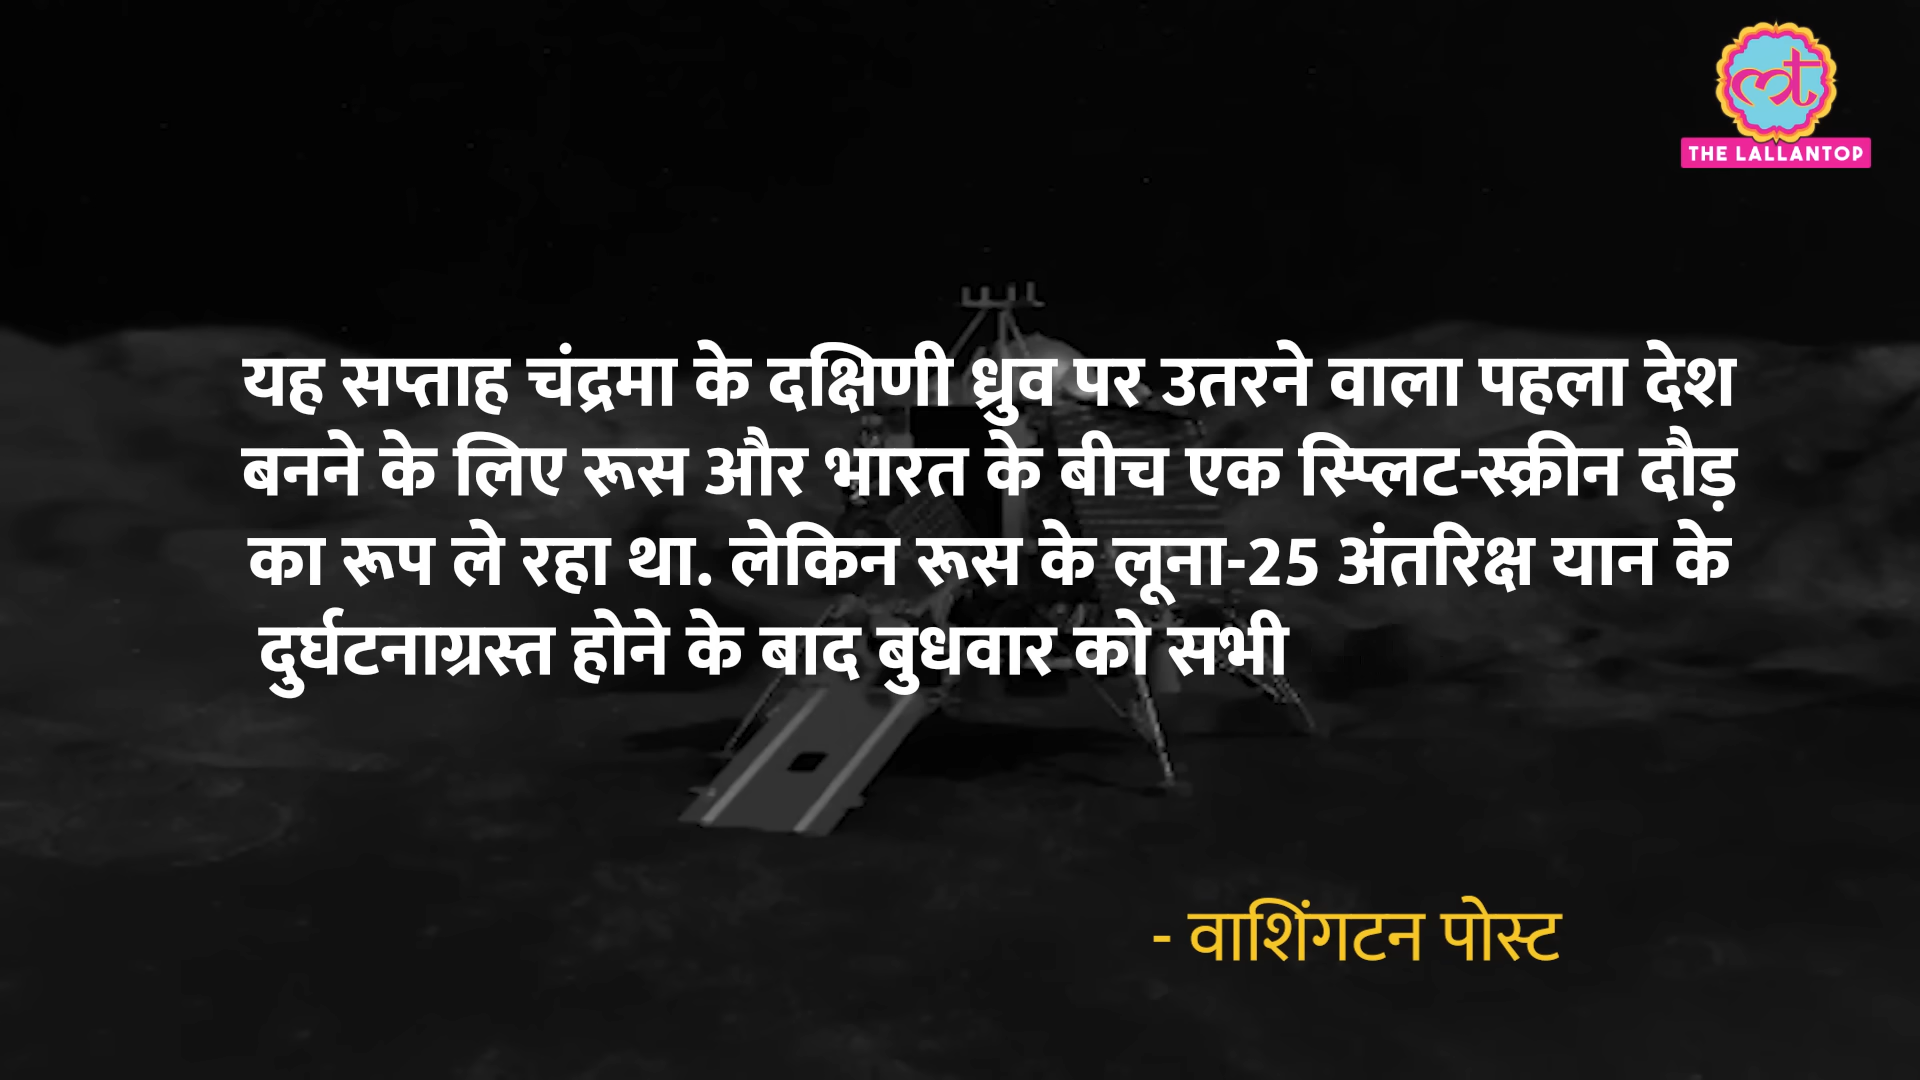 THE LALLANTOP
यह सप्ताह चंद्रमा के दक्षिणी ध्रुव पर उतरने वाला पहला देश
बनने के लिए रूस और भारत के बीच एक स्प्लिट-स्क्रीन दौड़
का रूप ले रहा था. लेकिन रूस के लूना-25 अंतरिक्ष यान के
दुर्घटनाग्रस्त होने के बाद बुधवार को सभी
- वाशिंगटन पोस्ट